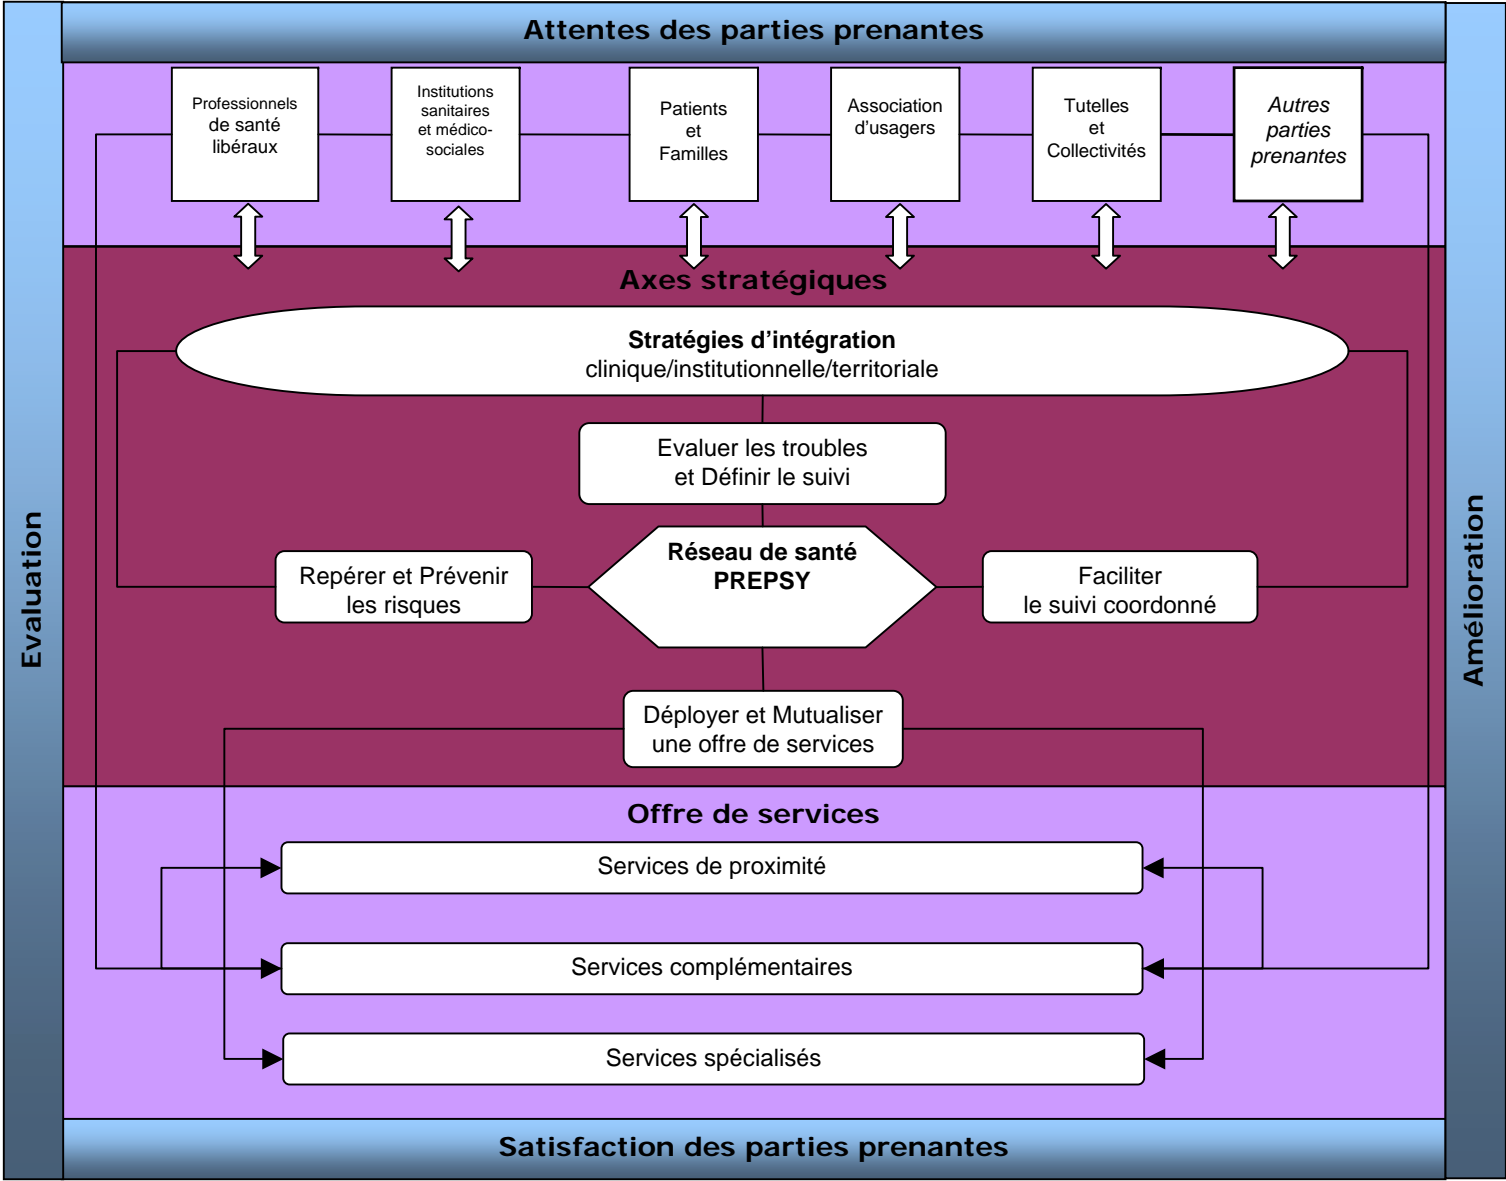 Attentes des parties prenantes
Professionnels
de santé
libéraux
Institutions
sanitaires
et médico-
sociales
Patients
et
Familles
Association
d’usagers
Tutelles
et
Collectivités
Autres
parties
prenantes
Axes stratégiques
Stratégies d’intégration
clinique/institutionnelle/territoriale
Evaluer les troubles
et Définir le suivi
Repérer et Prévenir
les risques
Réseau de santé
PREPSY
Faciliter
le suivi coordonné
Déployer et Mutualiser
une offre de services
Evaluation
Amélioration
Offre de services
Services de proximité
Services complémentaires
Services spécialisés
Satisfaction des parties prenantes